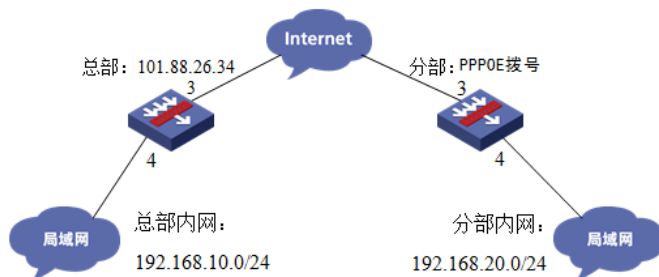 Internet
总部：101.88.26.34
分部：PPPOE拨号
3
3
4
4
总部内网：
分部内网：
局域网
局域网
192.168.10.0/24
192.168.20.0/24